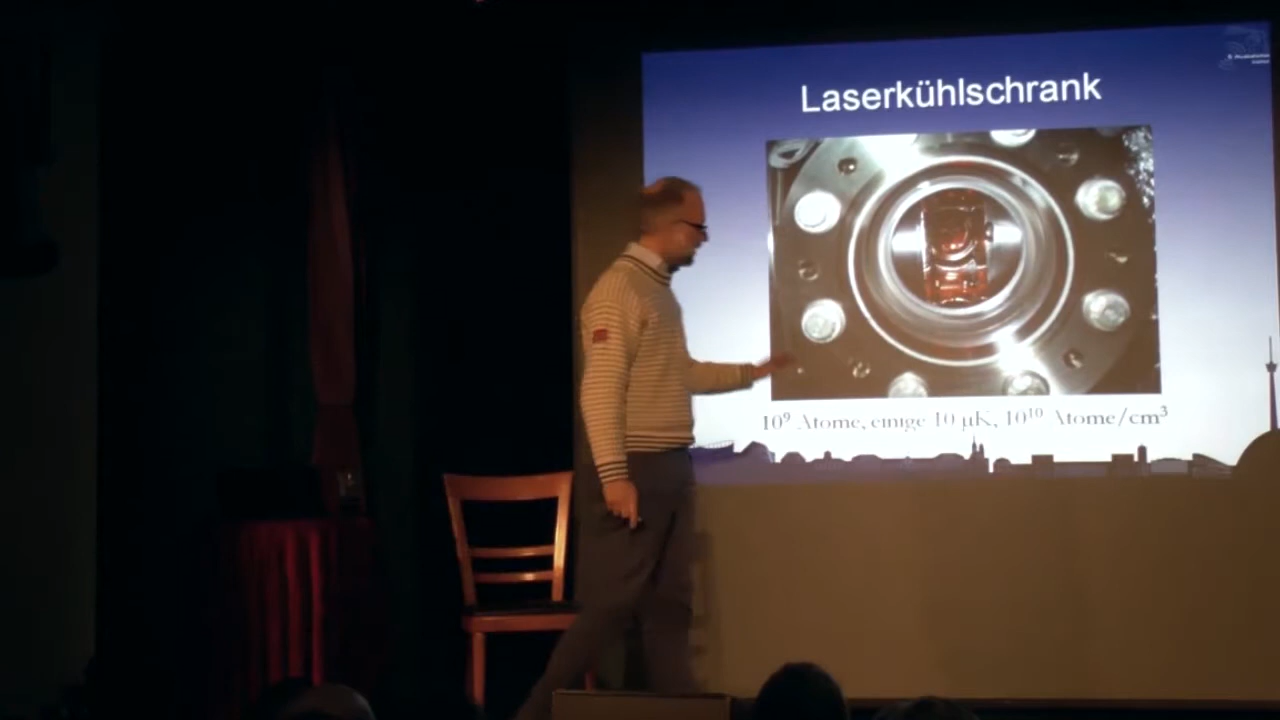 Laserkühlschrank
10⁹ Atome, einige 10 µK, 10¹⁰ Atome/cm³